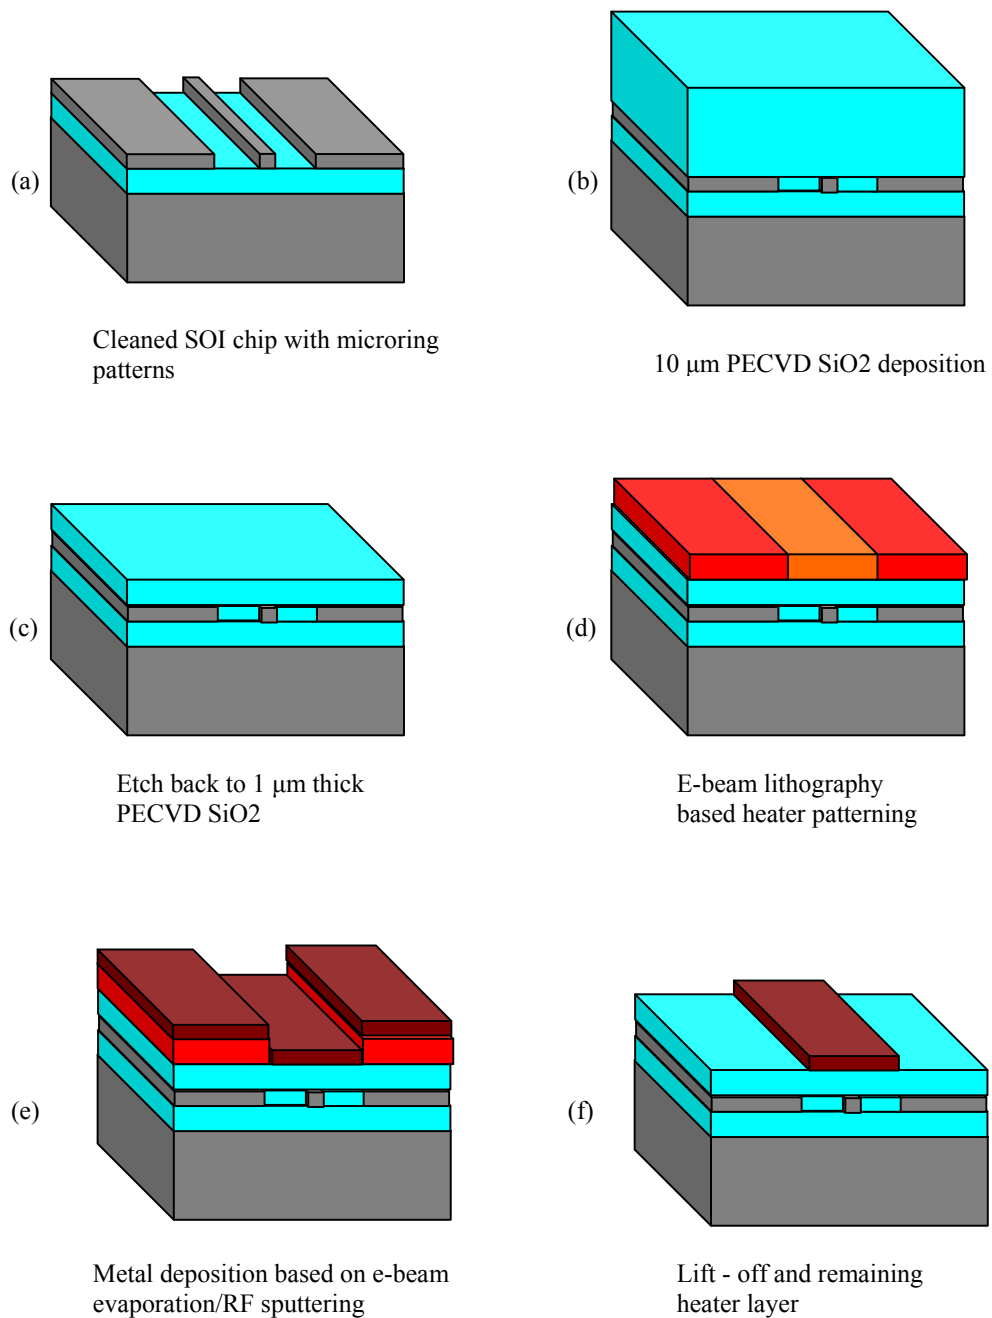 (a)
Cleaned SOI chip with microring
patterns
(b)
10 μm PECVD SiO2 deposition
(c)
Etch back to 1 μm thick
PECVD SiO2
(d)
E-beam lithography
based heater patterning
(e)
Metal deposition based on e-beam
evaporation/RF sputtering
(f)
Lift - off and remaining
heater layer